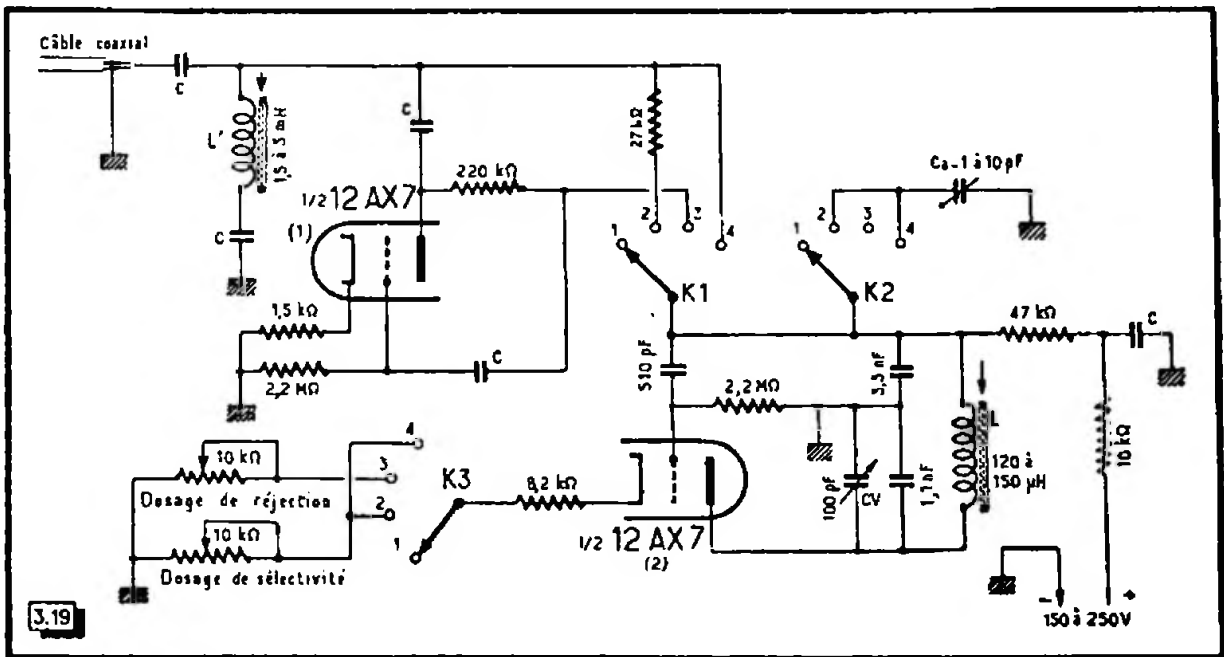 Câble coaxial
C
L'
1,5 à 3 mH
C
C
220 kΩ
1/2 12 AX 7
(1)
1,5 kΩ
2,2 MΩ
C
27 kΩ
1
2
3
4
K1
1
2
3
4
K2
Ca-1 à 10 pF
47 kΩ
C
510 pF
2,2 MΩ
3,3 nF
L
120 à
150 µH
10 kΩ
100 pF
CV
1,1 nF
4
3
2
1
K3
8,2 kΩ
10 kΩ
Dosage de réjection
10 kΩ
Dosage de sélectivité
1/2 12 AX 7
(2)
- +
150 à 250V
3.19